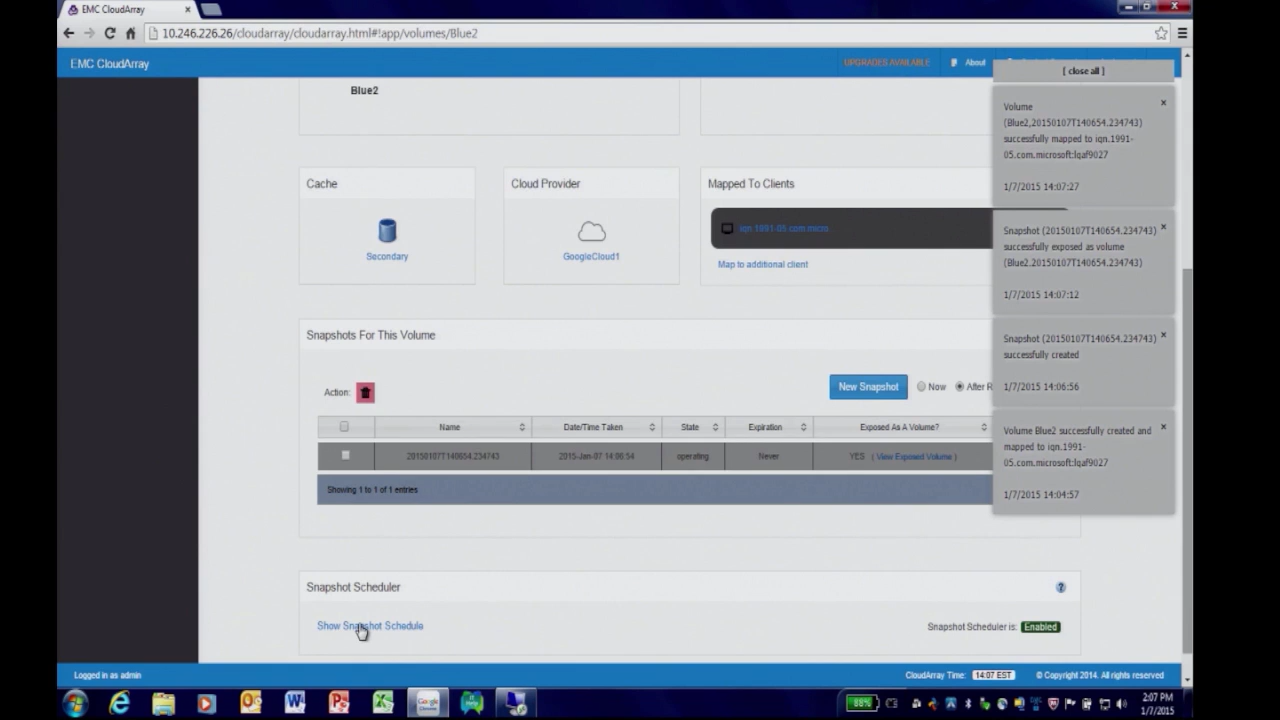 EMC CloudArray
10.246.226.26/cloudarray/cloudarray.html#!app/volumes/Blue2
EMC CloudArray
UPGRADES AVAILABLE
About
[ close all ]
Blue2
Volume
(Blue2,20150107T140654.234743)
successfully mapped to iqn.1991-
05.com.microsoft:lqaf9027
1/7/2015 14:07:27
Cache
Cloud Provider
Mapped To Clients
iqn.1991-05.com.micro
Secondary
GoogleCloud1
Map to additional client
Snapshot (20150107T140654.234743)
successfully exposed as volume
(Blue2,20150107T140654.234743)
1/7/2015 14:07:12
Snapshots For This Volume
Snapshot (20150107T140654.234743)
successfully created
1/7/2015 14:06:56
Action:
New Snapshot
Now
After R
Name
Date/Time Taken
State
Expiration
Exposed As A Volume?
20150107T140654.234743
2015-Jan-07 14:06:54
operating
Never
YES ( View Exposed Volume )
Showing 1 to 1 of 1 entries
Volume Blue2 successfully created and
mapped to iqn.1991-
05.com.microsoft:lqaf9027
1/7/2015 14:04:57
Snapshot Scheduler
Show Snapshot Schedule
Snapshot Scheduler is: Enabled
Logged in as admin
CloudArray Time: 14:07 EST
© Copyright 2014. All rights reserved
88%
2:07 PM
1/7/2015